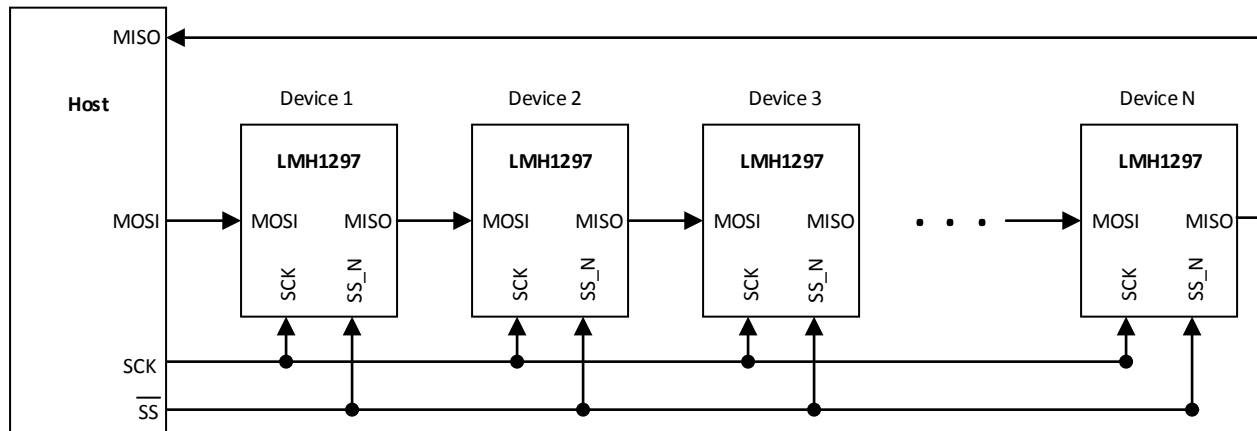 MISO
Host
Device 1 Device 2 Device 3 Device N
LMH1297 LMH1297 LMH1297 LMH1297
MOSI MOSI MISO MOSI MISO MOSI MISO . . . MOSI MISO
SCK SS_N SCK SS_N SCK SS_N SCK SS_N
SCK
SS